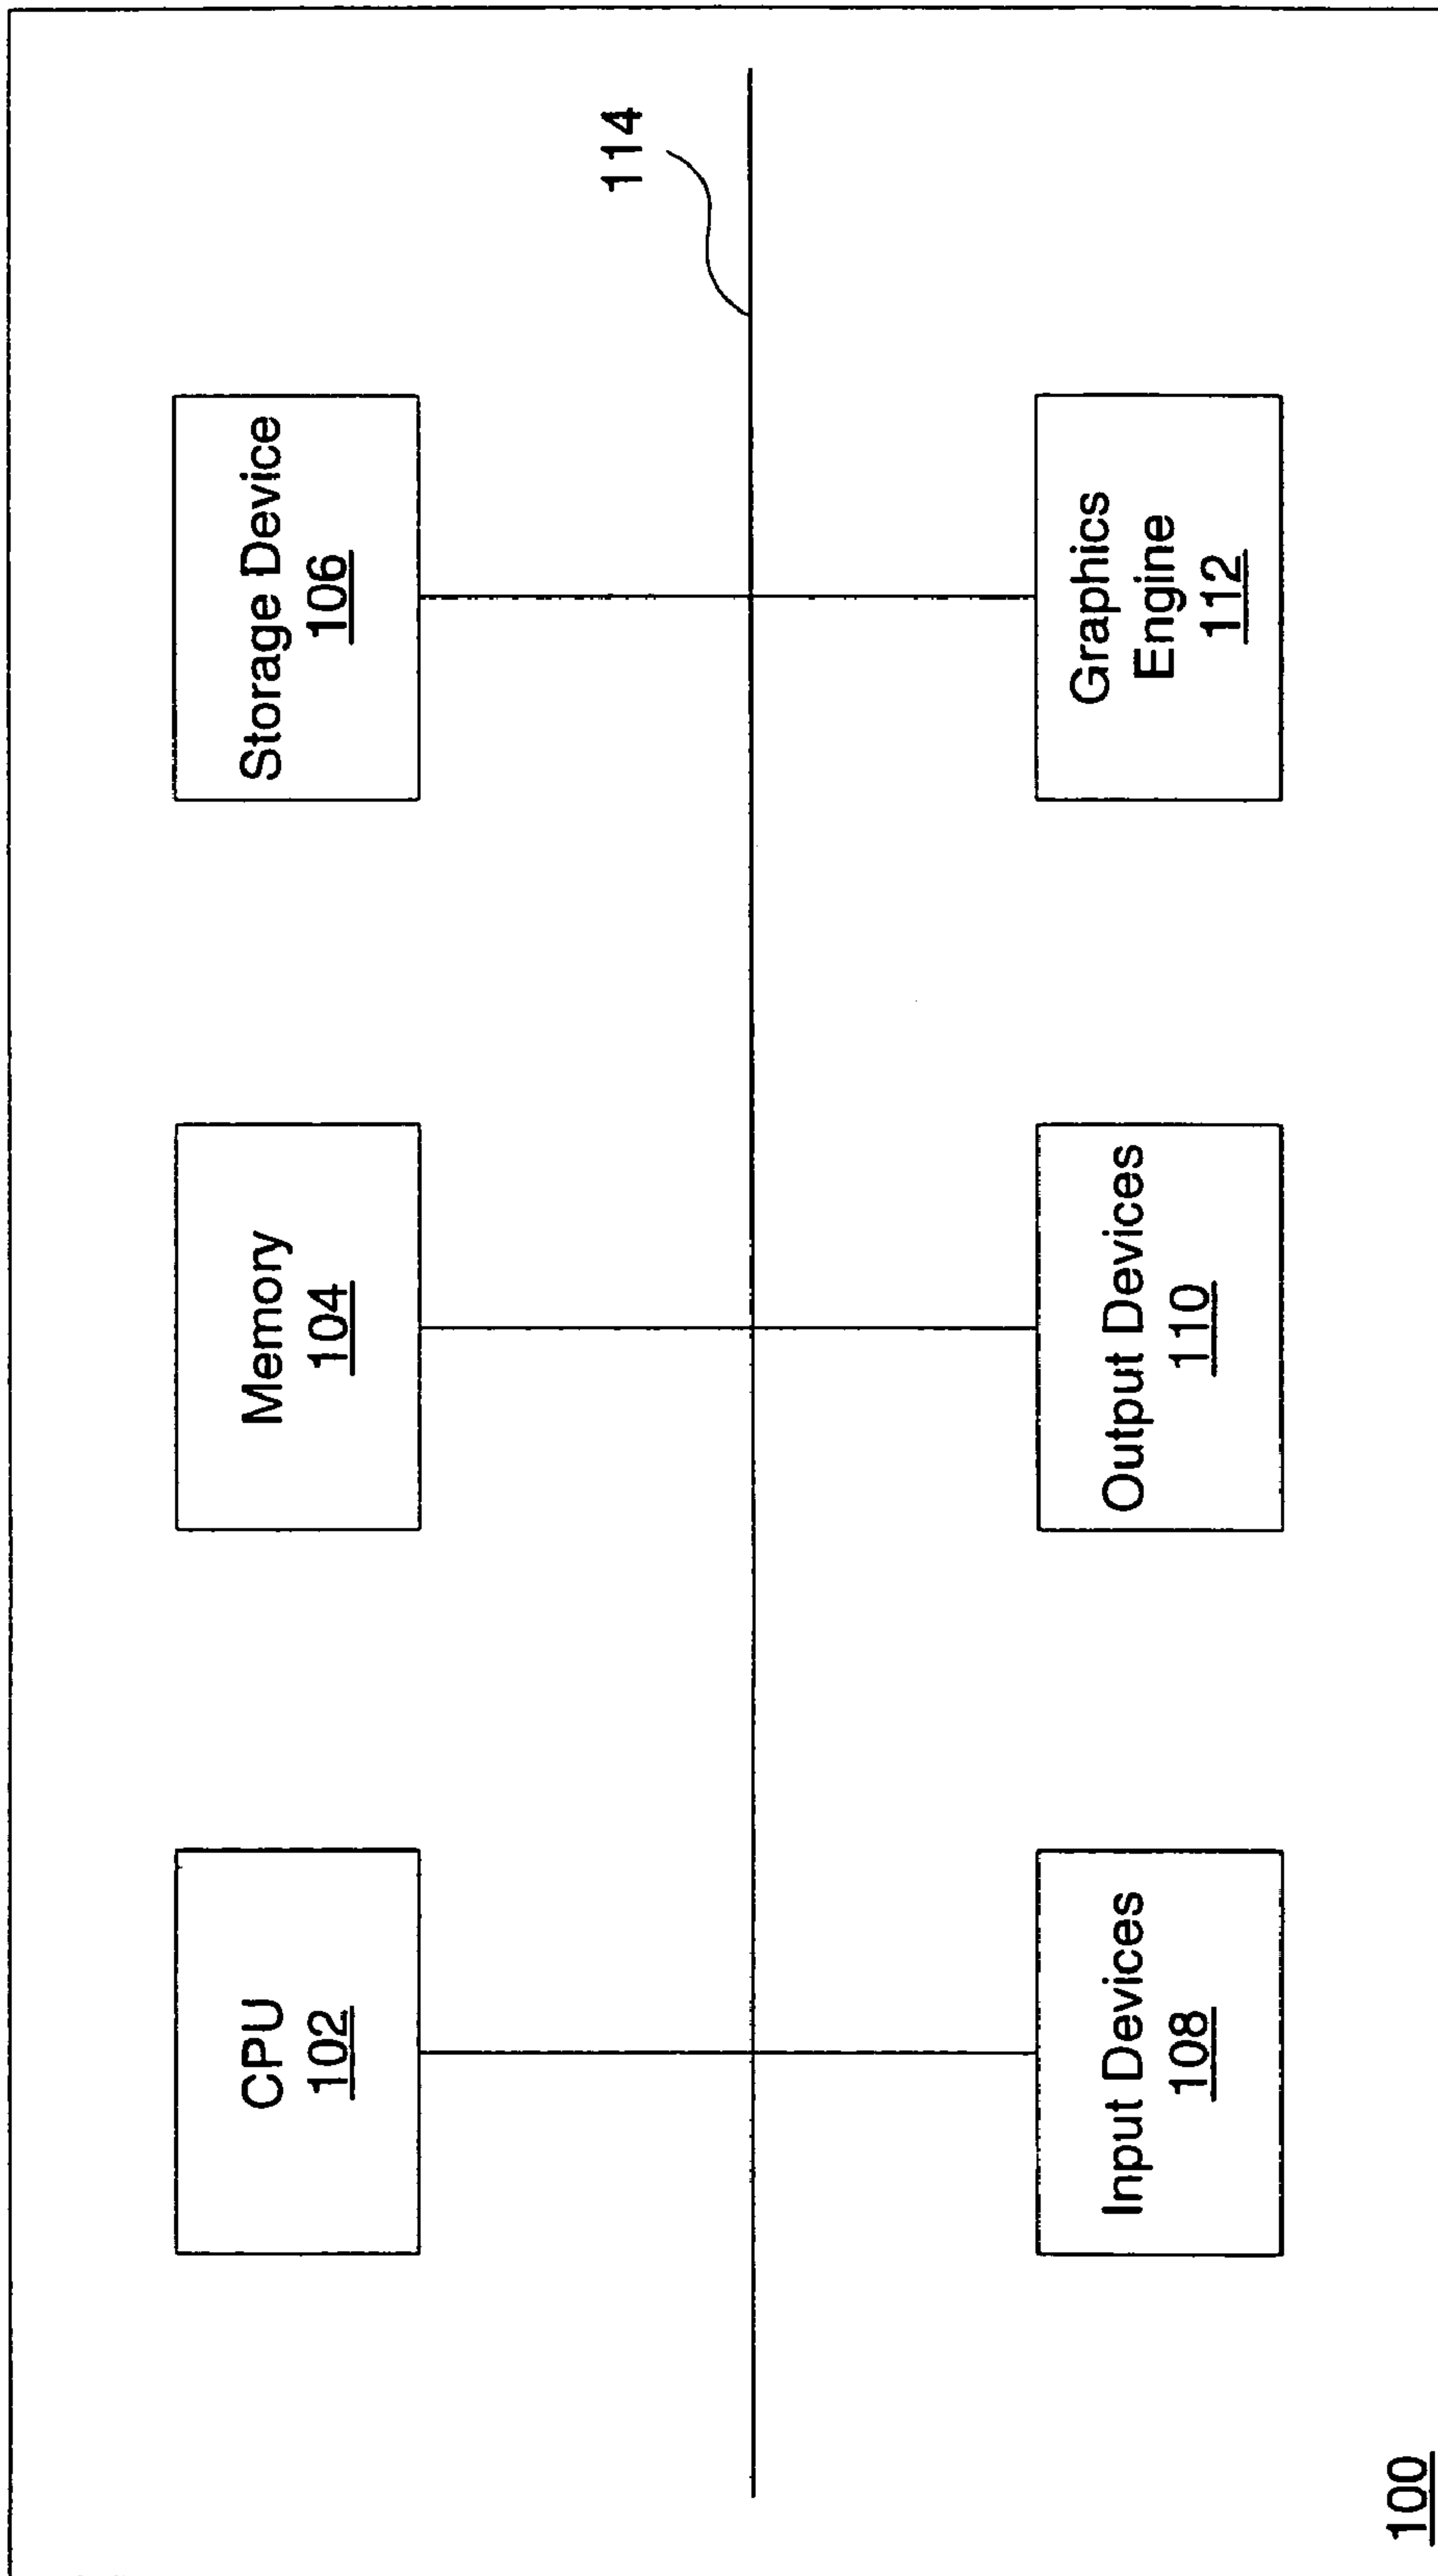 CPU
102
Memory
104
Storage Device
106
114
Input Devices
108
Output Devices
110
Graphics
Engine
112
100